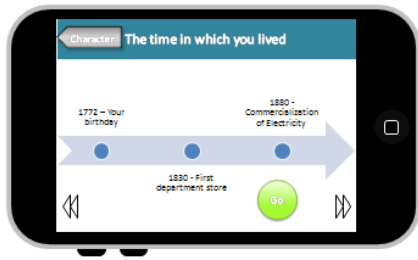 Character
The time in which you lived
1772 – Your
birthday
1880 -
Commercialization
of Electricity
1830 - First
department store
Go